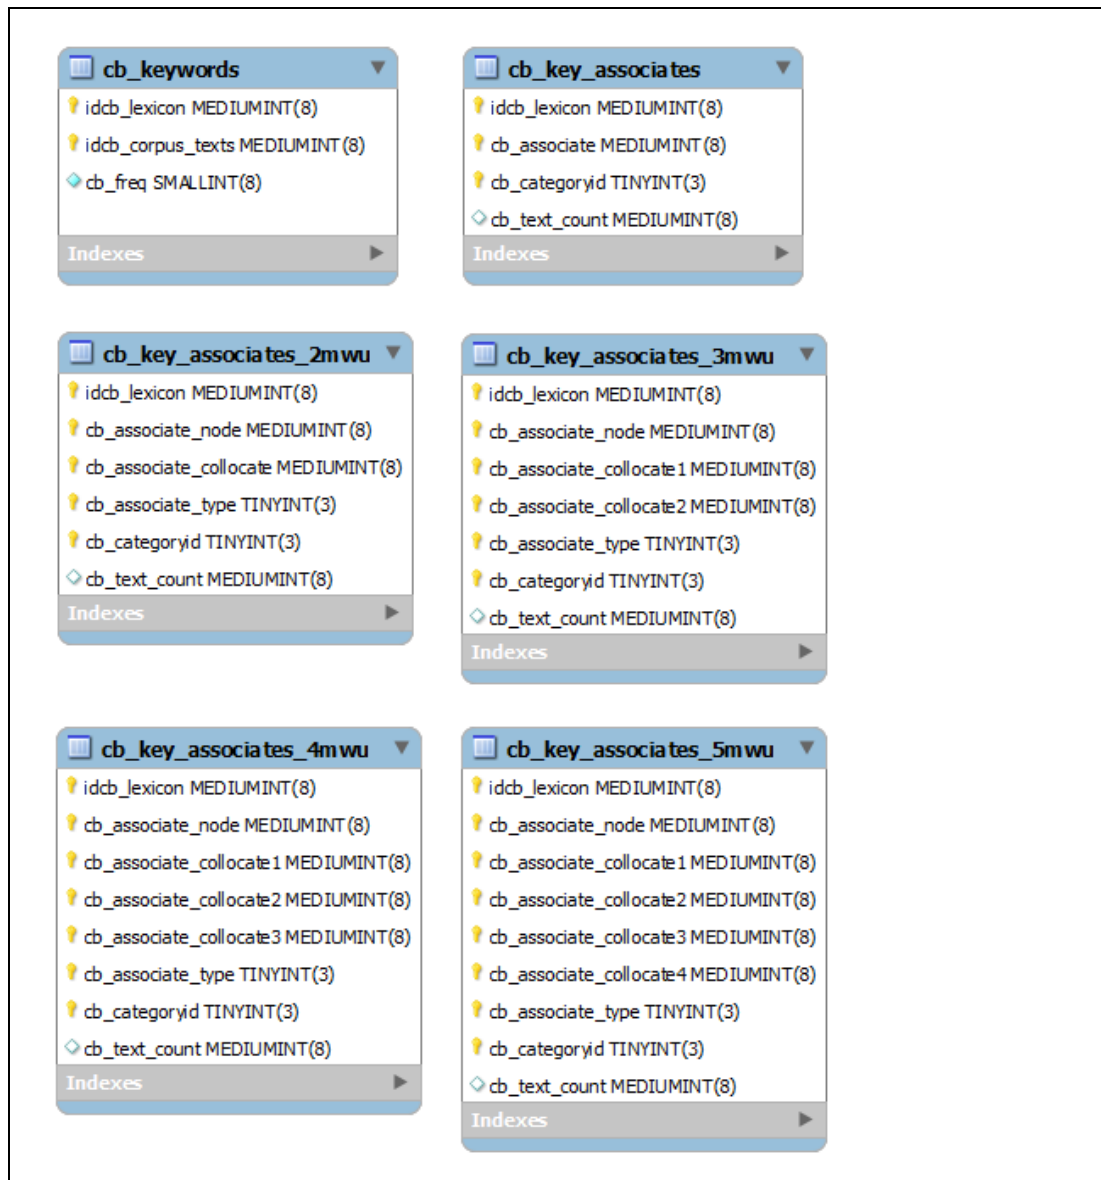 cb_keywords
idcb_lexicon MEDIUMINT(8)
idcb_corpus_texts MEDIUMINT(8)
cb_freq SMALLINT(8)
Indexes
cb_key_associates
idcb_lexicon MEDIUMINT(8)
cb_associate MEDIUMINT(8)
cb_categoryid TINYINT(3)
cb_text_count MEDIUMINT(8)
Indexes
cb_key_associates_2mwu
idcb_lexicon MEDIUMINT(8)
cb_associate_node MEDIUMINT(8)
cb_associate_collocate MEDIUMINT(8)
cb_associate_type TINYINT(3)
cb_categoryid TINYINT(3)
cb_text_count MEDIUMINT(8)
Indexes
cb_key_associates_3mwu
idcb_lexicon MEDIUMINT(8)
cb_associate_node MEDIUMINT(8)
cb_associate_collocate1 MEDIUMINT(8)
cb_associate_collocate2 MEDIUMINT(8)
cb_associate_type TINYINT(3)
cb_categoryid TINYINT(3)
cb_text_count MEDIUMINT(8)
Indexes
cb_key_associates_4mwu
idcb_lexicon MEDIUMINT(8)
cb_associate_node MEDIUMINT(8)
cb_associate_collocate1 MEDIUMINT(8)
cb_associate_collocate2 MEDIUMINT(8)
cb_associate_collocate3 MEDIUMINT(8)
cb_associate_type TINYINT(3)
cb_categoryid TINYINT(3)
cb_text_count MEDIUMINT(8)
Indexes
cb_key_associates_5mwu
idcb_lexicon MEDIUMINT(8)
cb_associate_node MEDIUMINT(8)
cb_associate_collocate1 MEDIUMINT(8)
cb_associate_collocate2 MEDIUMINT(8)
cb_associate_collocate3 MEDIUMINT(8)
cb_associate_collocate4 MEDIUMINT(8)
cb_associate_type TINYINT(3)
cb_categoryid TINYINT(3)
cb_text_count MEDIUMINT(8)
Indexes